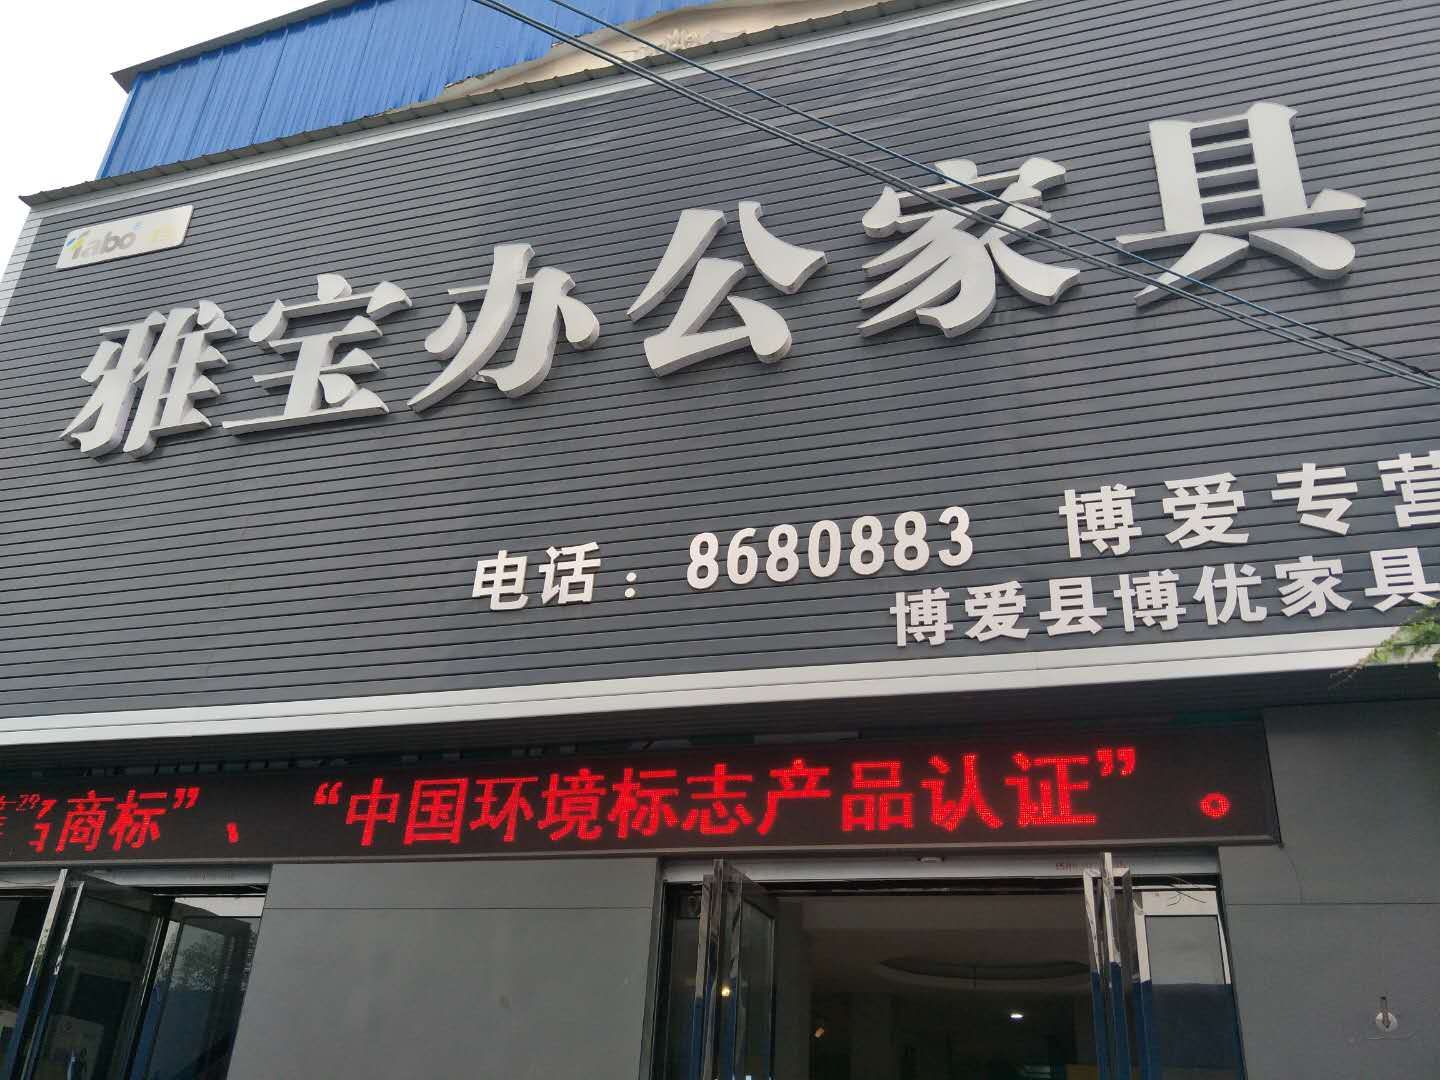 Yabo
雅宝办公家具
电话：8680883 博爱专营
博爱县博优家具
商标”、“中国环境标志产品认证”。